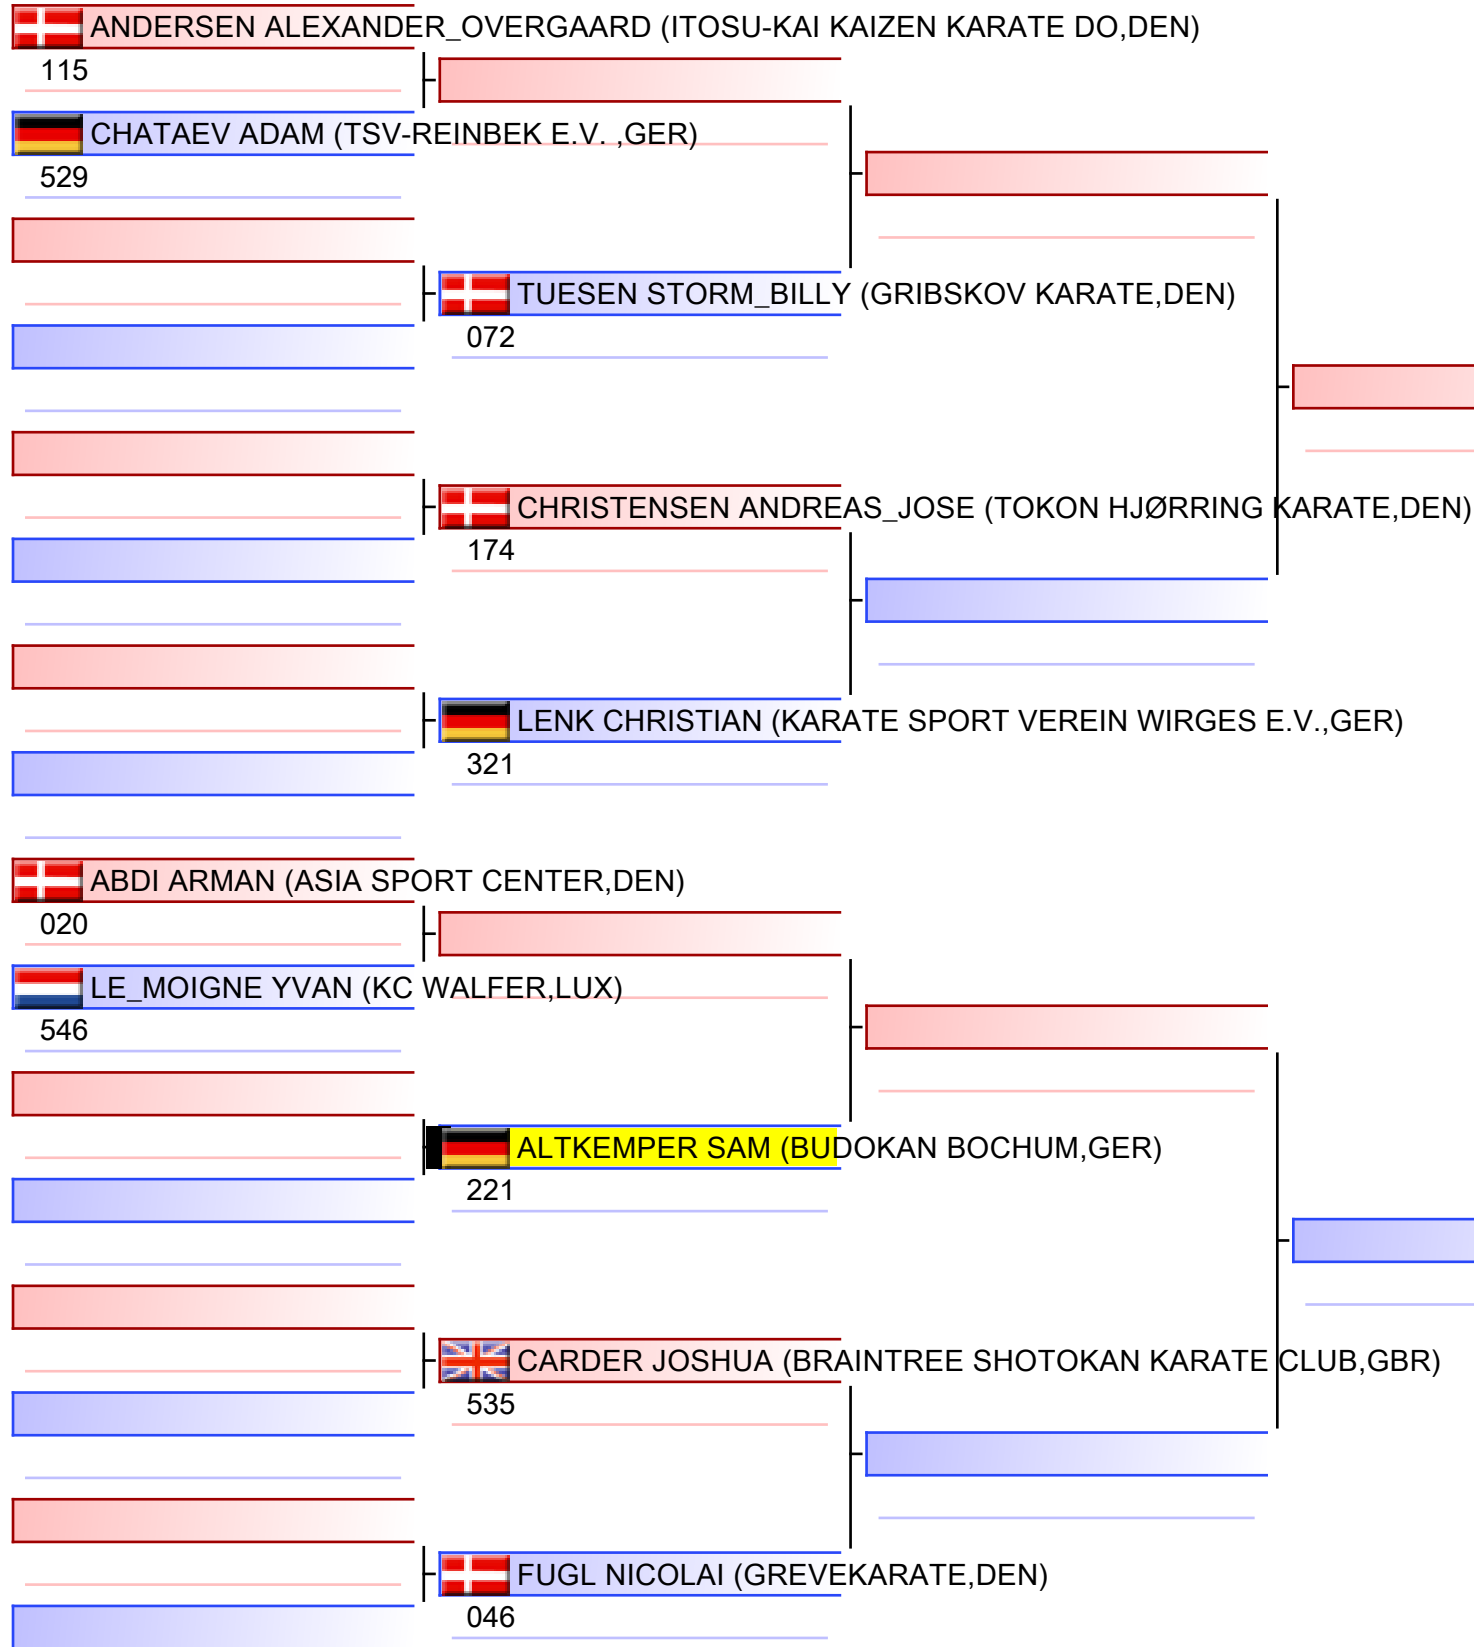 ANDERSEN ALEXANDER_OVERGAARD (ITOSU-KAI KAIZEN KARATE DO,DEN)
115
CHATAEV ADAM (TSV-REINBEK E.V. ,GER)
529
TUESEN STORM_BILLY (GRIBSKOV KARATE,DEN)
072
CHRISTENSEN ANDREAS_JOSE (TOKON HJØRRING KARATE,DEN)
174
LENK CHRISTIAN (KARATE SPORT VEREIN WIRGES E.V.,GER)
321
ABDI ARMAN (ASIA SPORT CENTER,DEN)
020
LE_MOIGNE YVAN (KC WALFER,LUX)
546
ALTKEMPER SAM (BUDOKAN BOCHUM,GER)
221
CARDER JOSHUA (BRAINTREE SHOTOKAN KARATE CLUB,GBR)
535
FUGL NICOLAI (GREVEKARATE,DEN)
046